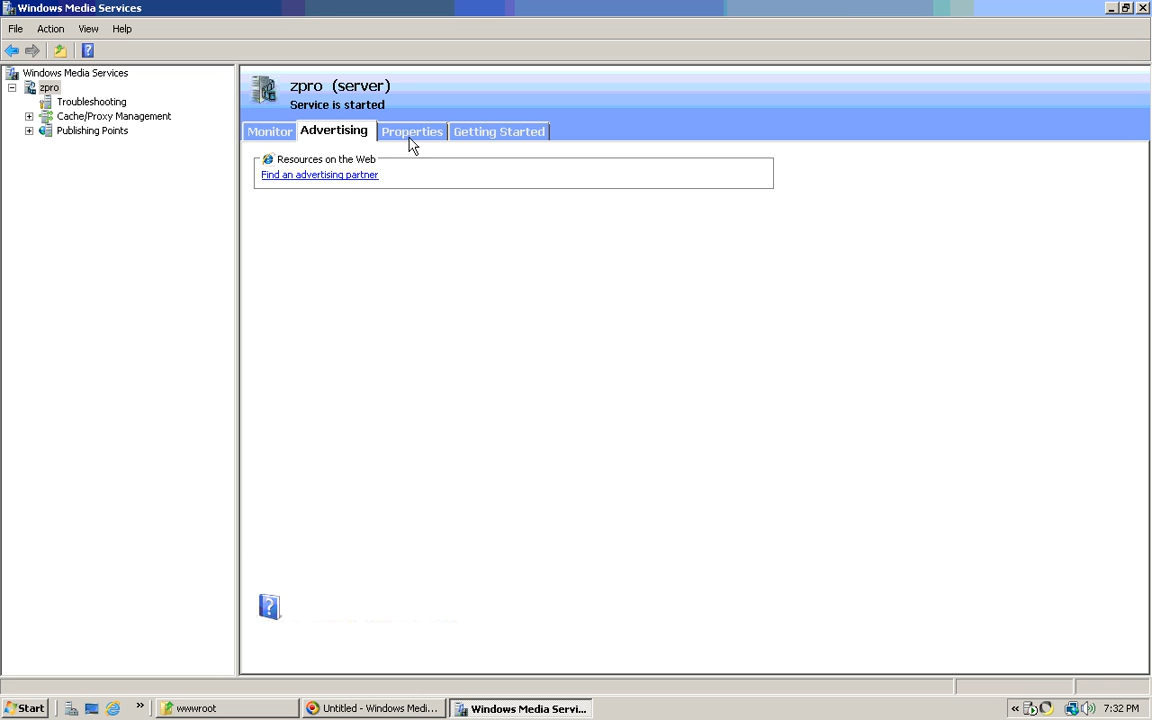 Windows Media Services
File Action View Help
Windows Media Services
zpro
Troubleshooting
Cache/Proxy Management
Publishing Points
zpro (server)
Service is started
Monitor Advertising Properties Getting Started
Resources on the Web
Find an advertising partner
Start » wwwroot Untitled - Windows Medi... Windows Media Servi... « 7:32 PM